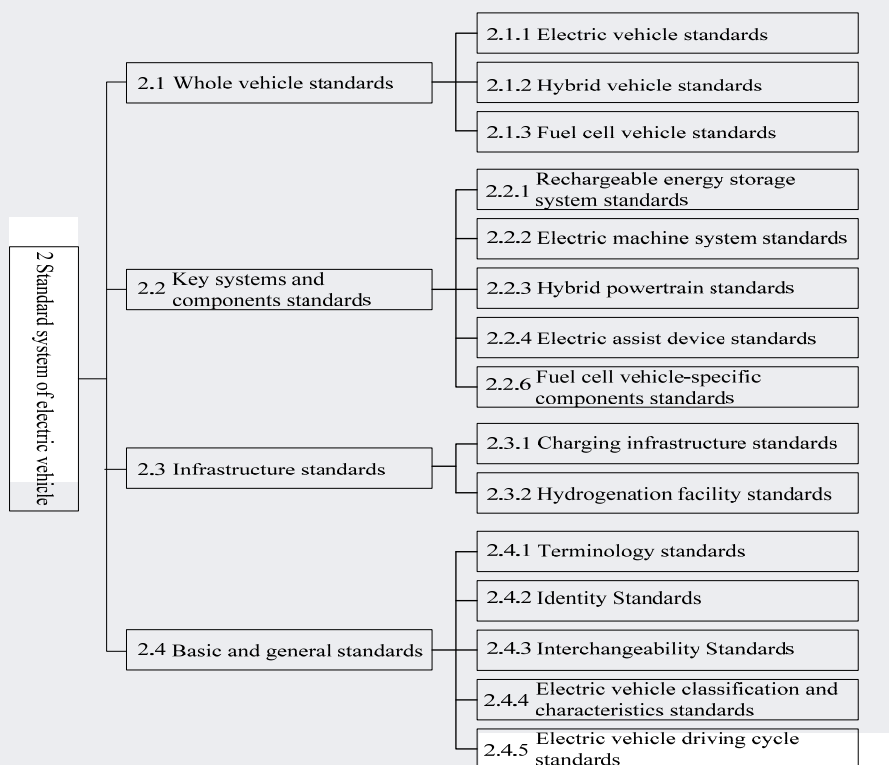 2 Standard system of electric vehicle
2.1 Whole vehicle standards
2.1.1 Electric vehicle standards
2.1.2 Hybrid vehicle standards
2.1.3 Fuel cell vehicle standards
2.2 Key systems and
components standards
2.2.1 Rechargeable energy storage
system standards
2.2.2 Electric machine system standards
2.2.3 Hybrid powertrain standards
2.2.4 Electric assist device standards
2.2.6 Fuel cell vehicle-specific
components standards
2.3 Infrastructure standards
2.3.1 Charging infrastructure standards
2.3.2 Hydrogenation facility standards
2.4 Basic and general standards
2.4.1 Terminology standards
2.4.2 Identity Standards
2.4.3 Interchangeability Standards
2.4.4 Electric vehicle classification and
characteristics standards
2.4.5 Electric vehicle driving cycle
standards